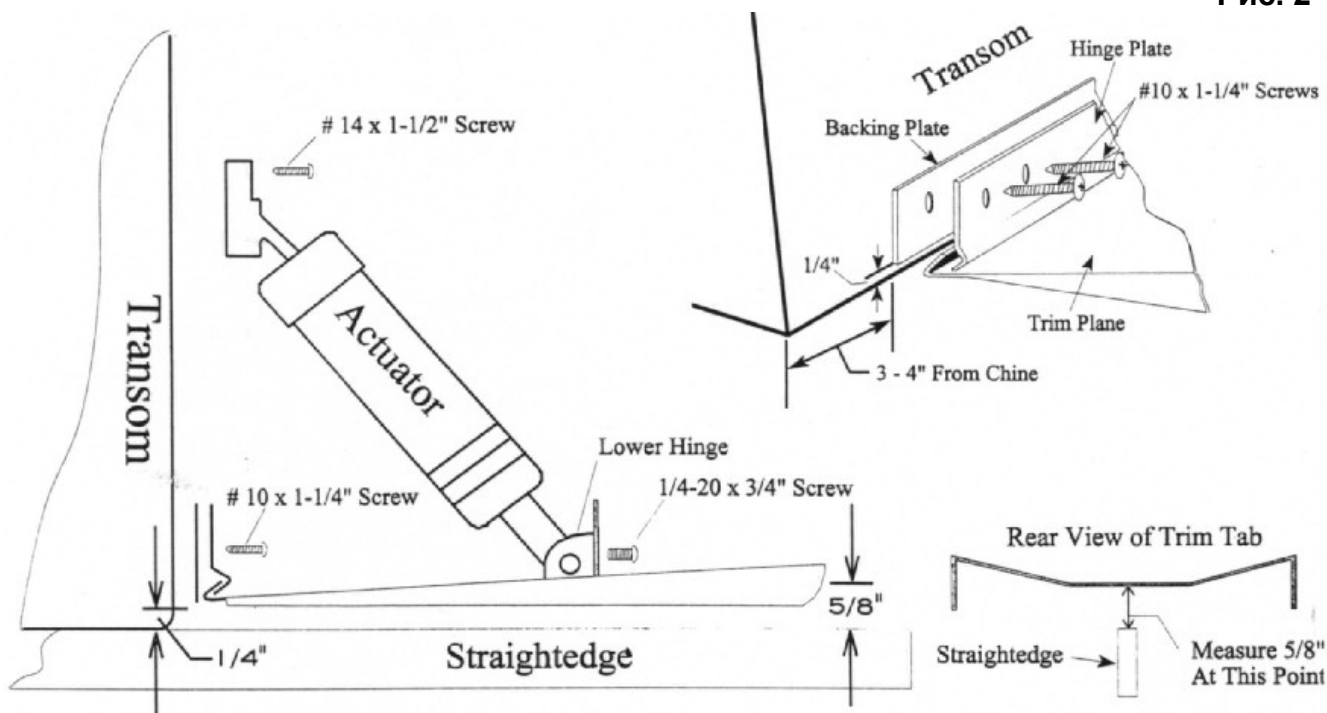 Рис. 2
Transom
Hinge Plate
#10 x 1-1/4" Screws
Backing Plate
# 14 x 1-1/2" Screw
1/4"
Trim Plane
3 - 4" From Chine
Transom
Actuator
Lower Hinge
# 10 x 1-1/4" Screw
1/4-20 x 3/4" Screw
5/8"
1/4"
Straightedge
Rear View of Trim Tab
Straightedge
Measure 5/8"
At This Point